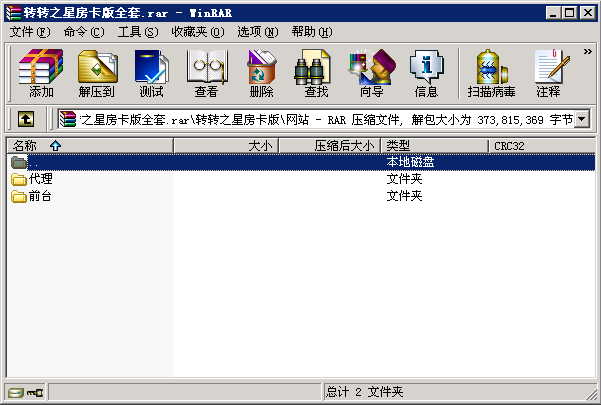 转转之星房卡版全套.rar - WinRAR
文件(F) 命令(C) 工具(S) 收藏夹(O) 选项(N) 帮助(H)
添加 解压到 测试 查看 删除 查找 向导 信息 扫描病毒 注释 »
之星房卡版全套.rar\转转之星房卡版\网站 - RAR 压缩文件, 解包大小为 373,815,369 字节
名称 大小 压缩后大小 类型 CRC32
.. 本地磁盘
代理 文件夹
前台 文件夹
总计 2 文件夹